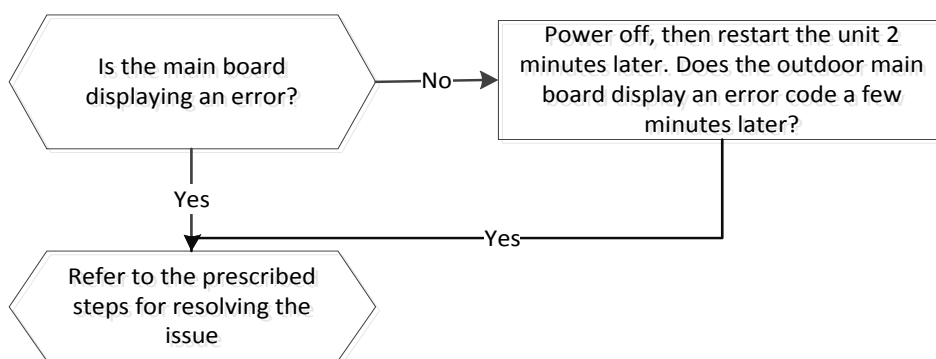 Is the main board
displaying an error?
No
Power off, then restart the unit 2
minutes later. Does the outdoor main
board display an error code a few
minutes later?
Yes
Yes
Refer to the prescribed
steps for resolving the
issue